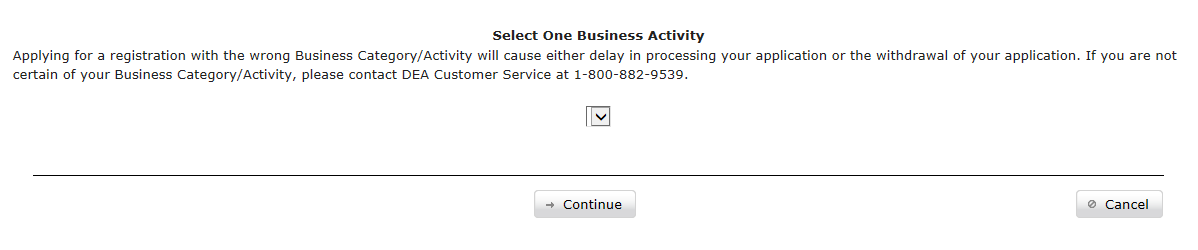 Select One Business Activity
Applying for a registration with the wrong Business Category/Activity will cause either delay in processing your application or the withdrawal of your application. If you are not
certain of your Business Category/Activity, please contact DEA Customer Service at 1-800-882-9539.
Continue
Cancel